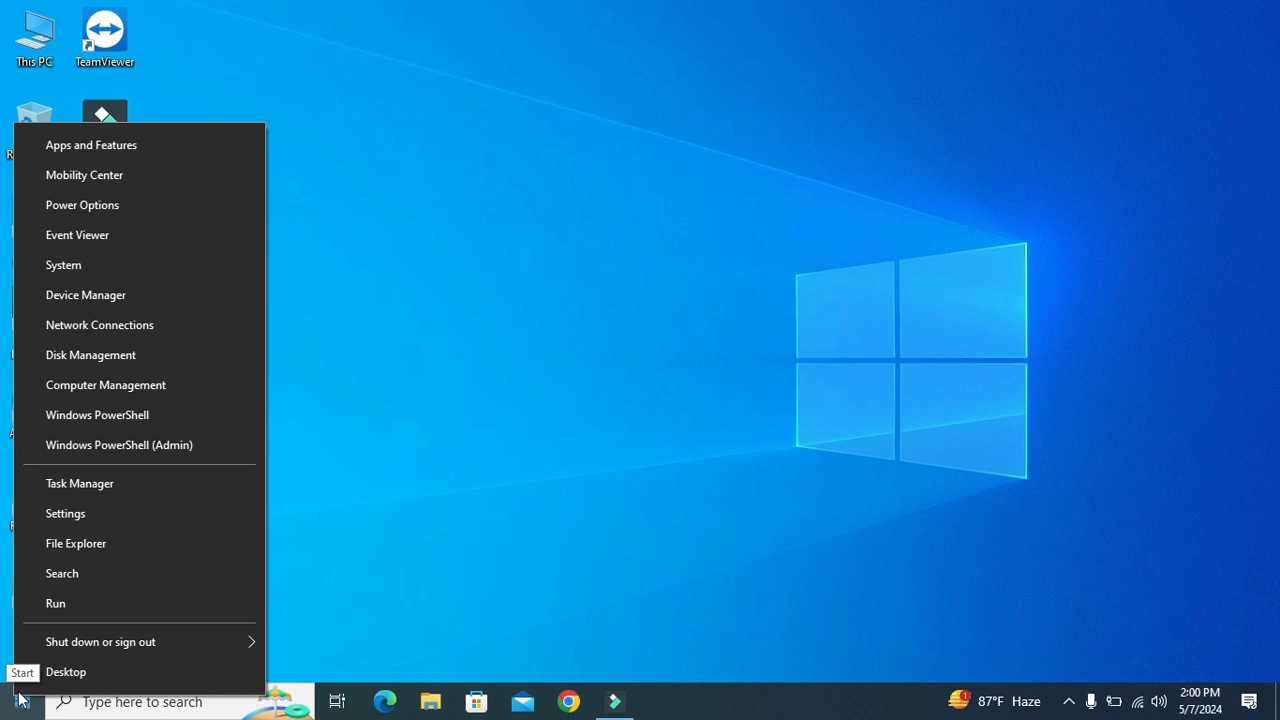 This PC
TeamViewer
Apps and Features
Mobility Center
Power Options
Event Viewer
System
Device Manager
Network Connections
Disk Management
Computer Management
Windows PowerShell
Windows PowerShell (Admin)
Task Manager
Settings
File Explorer
Search
Run
Shut down or sign out
Start
Desktop
Type here to search
1
87°F Haze
2:00 PM
5/7/2024